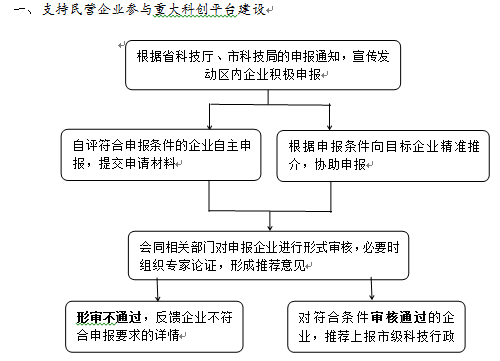 一、支持民营企业参与重大科创平台建设
根据省科技厅、市科技局的申报通知，宣传发
动区内企业积极申报
自评符合申报条件的企业自主申
报，提交申请材料
根据申报条件向目标企业精准推
介，协助申报
会同相关部门对申报企业进行形式审核，必要时
组织专家论证，形成推荐意见
形审不通过，反馈企业不符
合申报要求的详情
对符合条件审核通过的企
业，推荐上报市级科技行政